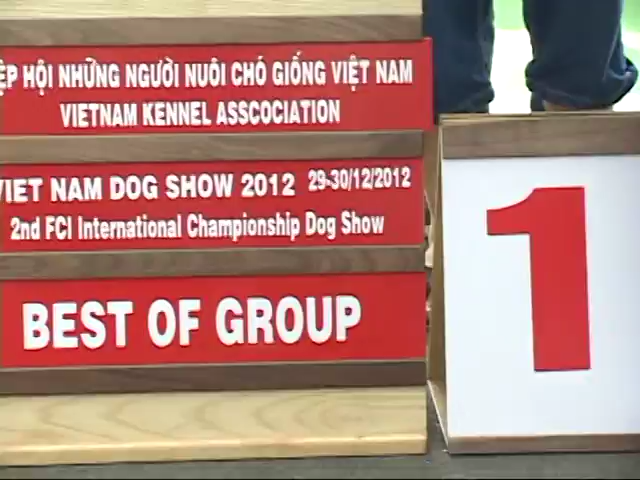 HỘI NHỮNG NGƯỜI NUÔI CHÓ GIỐNG VIỆT NAM
VIETNAM KENNEL ASSCOCIATION
VIET NAM DOG SHOW 2012 29-30/12/2012
2nd FCI International Championship Dog Show
BEST OF GROUP
1